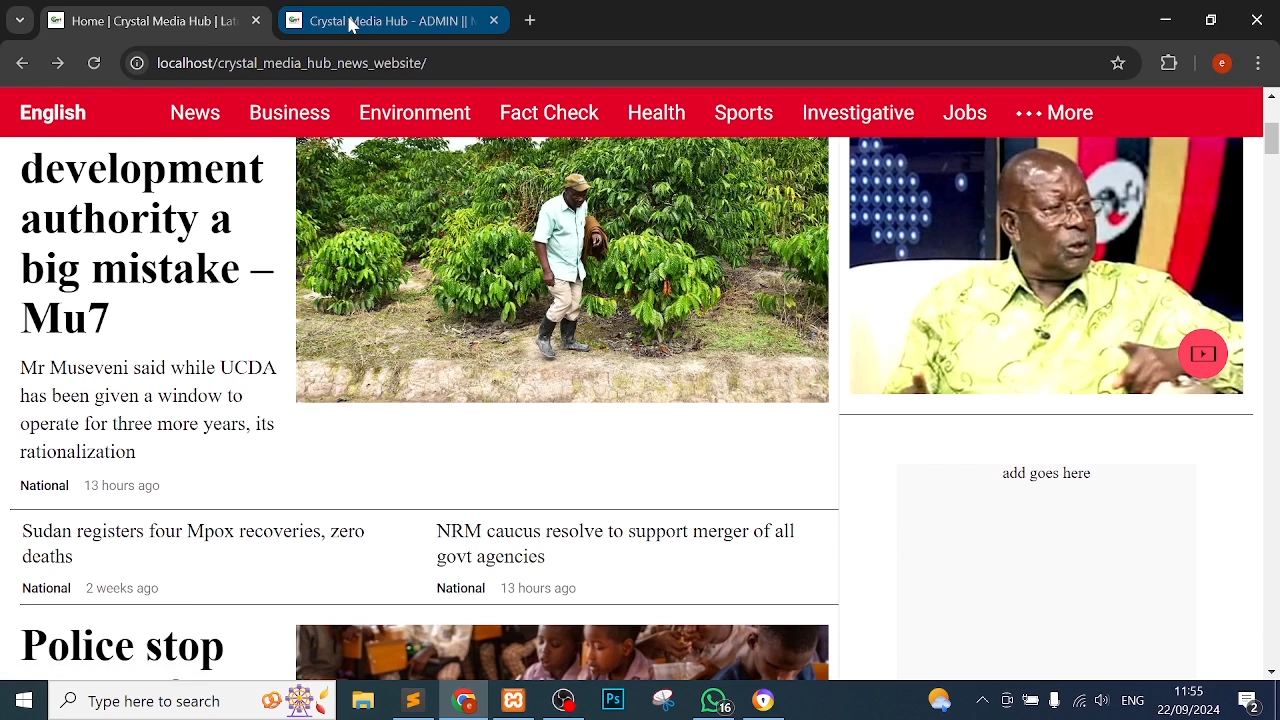 Home | Crystal Media Hub | Lat
Crystal Media Hub - ADMIN ||
localhost/crystal_media_hub_news_website/
e
English News Business Environment Fact Check Health Sports Investigative Jobs ••• More
development
authority a
big mistake –
Mu7
Mr Museveni said while UCDA
has been given a window to
operate for three more years, its
rationalization
National 13 hours ago
add goes here
Sudan registers four Mpox recoveries, zero
deaths
National 2 weeks ago
NRM caucus resolve to support merger of all
govt agencies
National 13 hours ago
Police stop
Type here to search
Ps
16
ENG
11:55
22/09/2024
2